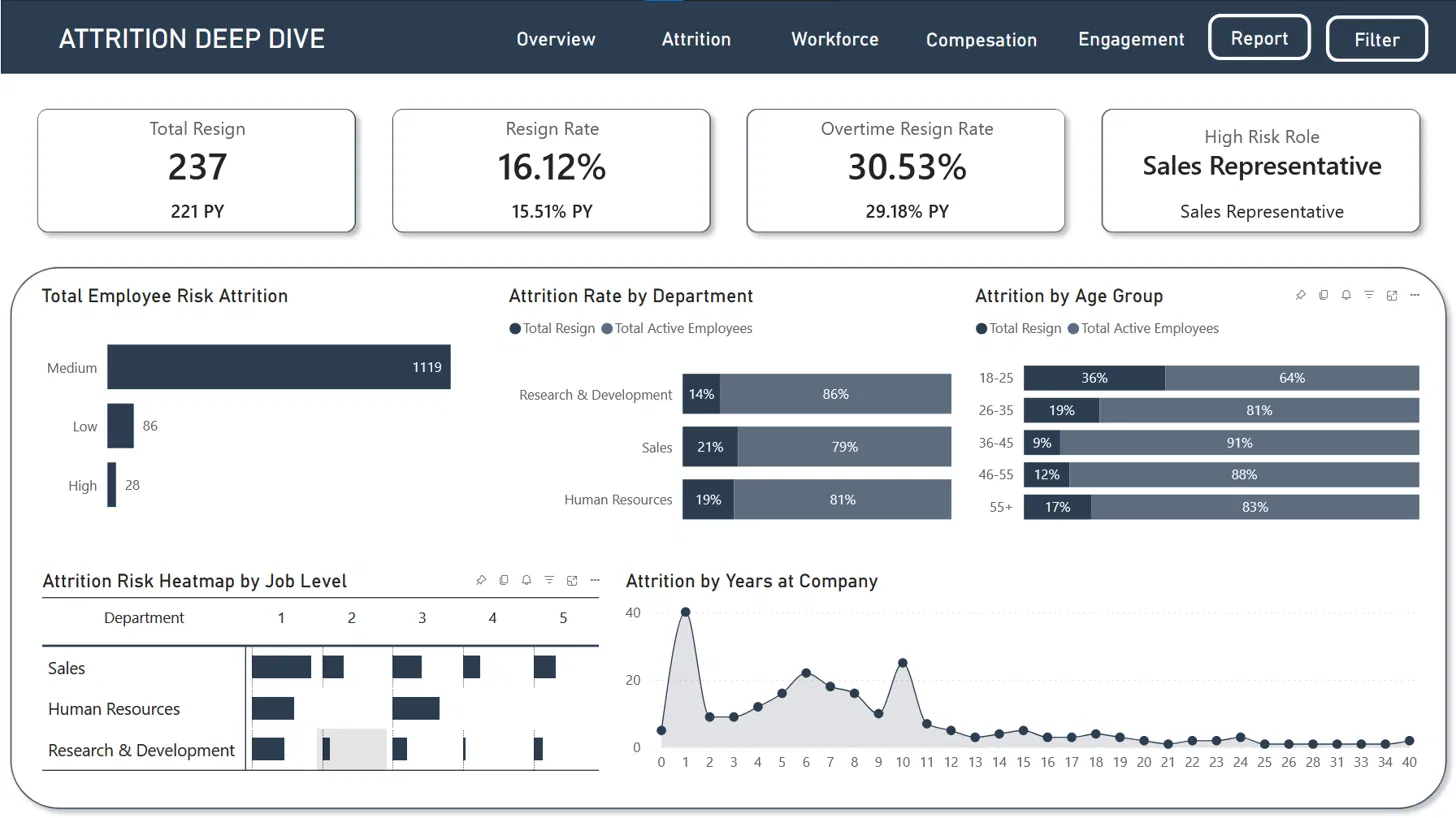 ATTRITION DEEP DIVE
Overview
Attrition
Workforce
Compesation
Engagement
Report
Filter
Total Resign
237
221 PY
Resign Rate
16.12%
15.51% PY
Overtime Resign Rate
30.53%
29.18% PY
High Risk Role
Sales Representative
Sales Representative
Total Employee Risk Attrition
Medium 1119
Low 86
High 28
Attrition Rate by Department
Total Resign Total Active Employees
Research & Development 14% 86%
Sales 21% 79%
Human Resources 19% 81%
Attrition by Age Group
Total Resign Total Active Employees
18-25 36% 64%
26-35 19% 81%
36-45 9% 91%
46-55 12% 88%
55+ 17% 83%
Attrition Risk Heatmap by Job Level
Department 1 2 3 4 5
Sales
Human Resources
Research & Development
Attrition by Years at Company
40
20
0
0 1 2 3 4 5 6 7 8 9 10 11 12 13 14 15 16 17 18 19 20 21 22 23 24 25 26 28 31 33 34 40